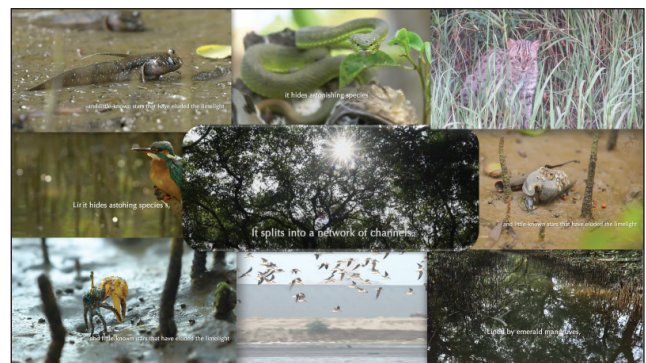 and little-known stars that have eluded the limelight
it hides astonishing species
Lir it hides astohing species s,
It splits into a network of channels.
and little-known stars that have eluded the limelight
and little-known stars that have eluded the limelight
Lined by emerald mangroves,